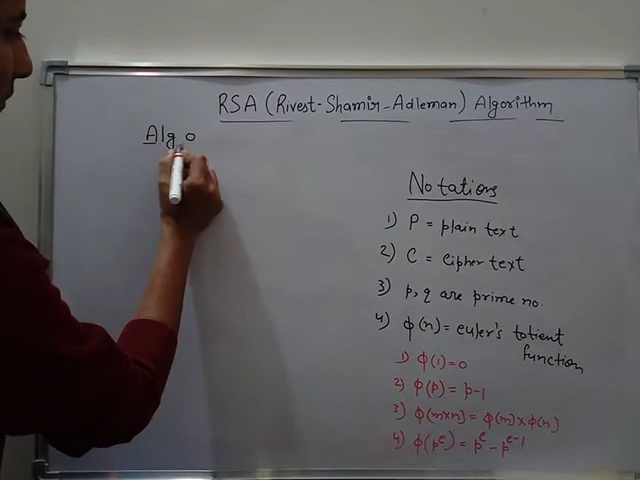 RSA (Rivest-Shamir-Adleman) Algorithm
Algo
Notations
1) P = plain text
2) C = Cipher text
3) p, q are prime no.
4) ϕ(n) = euler's totient
function
1) ϕ(1) = 0
2) ϕ(p) = p-1
3) ϕ(m×n) = ϕ(m) × ϕ(n)
4) ϕ(p^e) = p^e - p^e-1